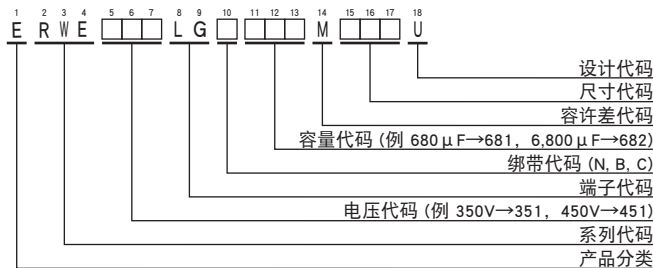 1 2 3 4 5 6 7 8 9 10 11 12 13 14 15 16 17 18
E R W E □□□ L G □ □□□ M □□□ U
设计代码
尺寸代码
容许差代码
容量代码 (例 680μF→681, 6,800μF→682)
绑带代码 (N, B, C)
端子代码
电压代码 (例 350V→351, 450V→451)
系列代码
产品分类